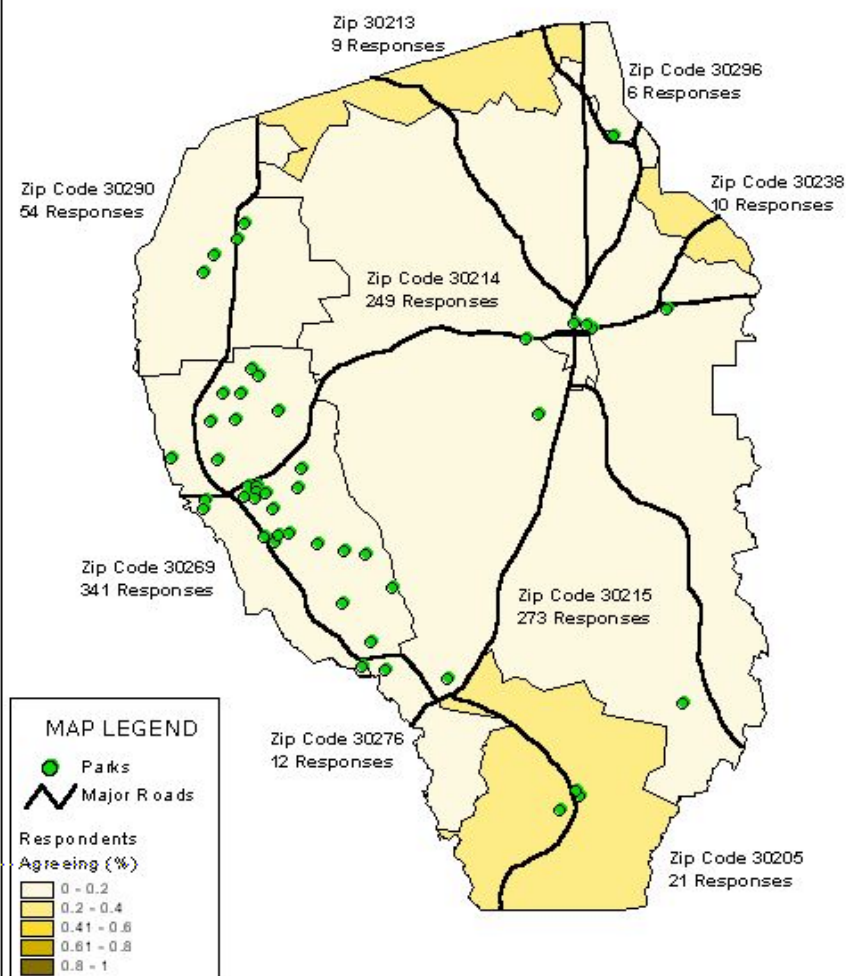 Zip 30213
9 Responses
Zip Code 30296
6 Responses
Zip Code 30290
54 Responses
Zip Code 30238
10 Responses
Zip Code 30214
249 Responses
Zip Code 30269
341 Responses
Zip Code 30215
273 Responses
Zip Code 30276
12 Responses
Zip Code 30205
21 Responses
MAP LEGEND
Parks
Major Roads
Respondents
Agreeing (%)
0 - 0.2
0.2 - 0.4
0.41 - 0.6
0.61 - 0.8
0.8 - 1